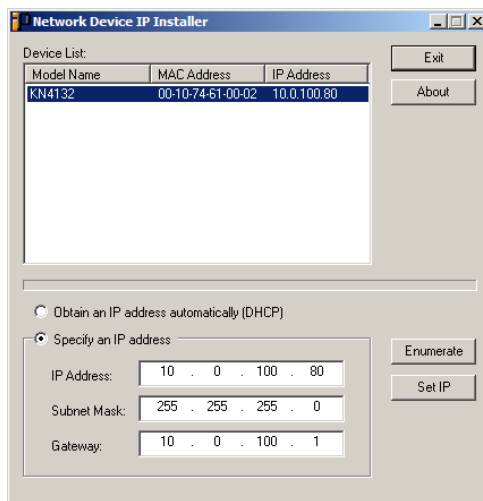 Network Device IP Installer
Device List:
Exit
Model Name MAC Address IP Address
KN4132 00-10-74-61-00-02 10.0.100.80
About
Obtain an IP address automatically (DHCP)
Specify an IP address
Enumerate
IP Address: 10 . 0 . 100 . 80
Set IP
Subnet Mask: 255 . 255 . 255 . 0
Gateway: 10 . 0 . 100 . 1